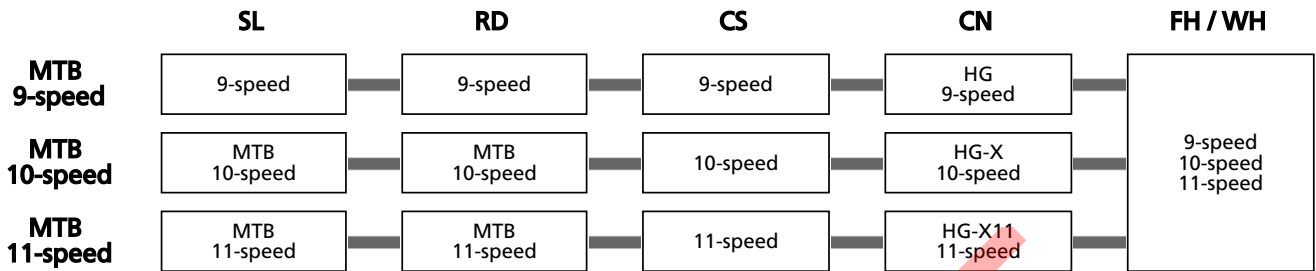 SL RD CS CN FH / WH
MTB
9-speed
9-speed
9-speed
9-speed
HG
9-speed
MTB
10-speed
MTB
10-speed
MTB
10-speed
10-speed
HG-X
10-speed
9-speed
10-speed
11-speed
MTB
11-speed
MTB
11-speed
MTB
11-speed
11-speed
HG-X11
11-speed